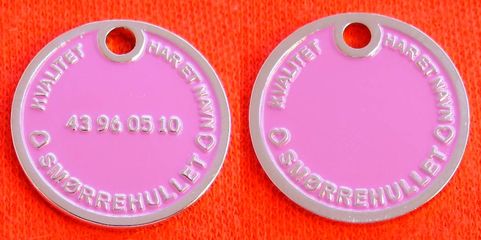 KVALITET HAR ET NAVN
43 96 05 10
SMØRREHULLET
KVALITET HAR ET NAVN
SMØRREHULLET